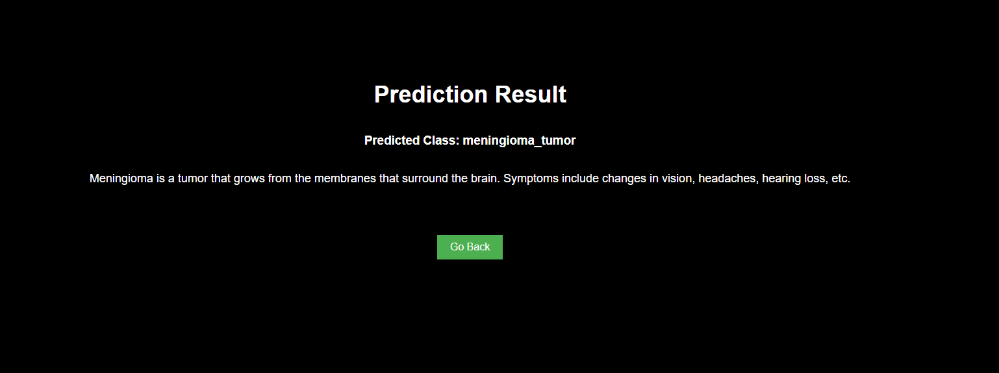 Prediction Result
Predicted Class: meningioma_tumor
Meningioma is a tumor that grows from the membranes that surround the brain. Symptoms include changes in vision, headaches, hearing loss, etc.
Go Back